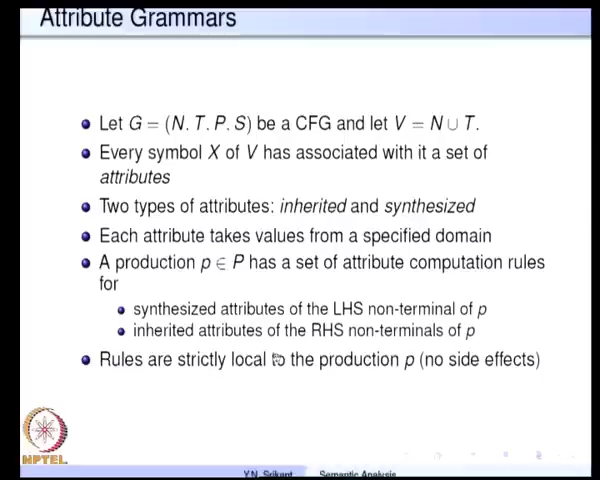 Attribute Grammars
Let G = (N, T, P, S) be a CFG and let V = N ∪ T.
Every symbol X of V has associated with it a set of
attributes
Two types of attributes: inherited and synthesized
Each attribute takes values from a specified domain
A production p ∈ P has a set of attribute computation rules
for
synthesized attributes of the LHS non-terminal of p
inherited attributes of the RHS non-terminals of p
Rules are strictly local to the production p (no side effects)
NPTEL
Y.N. Srikant Semantic Analysis